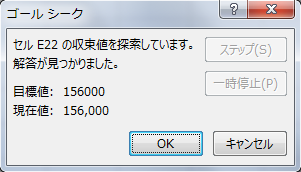 ゴール シーク
?
セル E22 の収束値を探索しています。
解答が見つかりました。
ステップ(S)
一時停止(P)
目標値: 156000
現在値: 156,000
OK
キャンセル